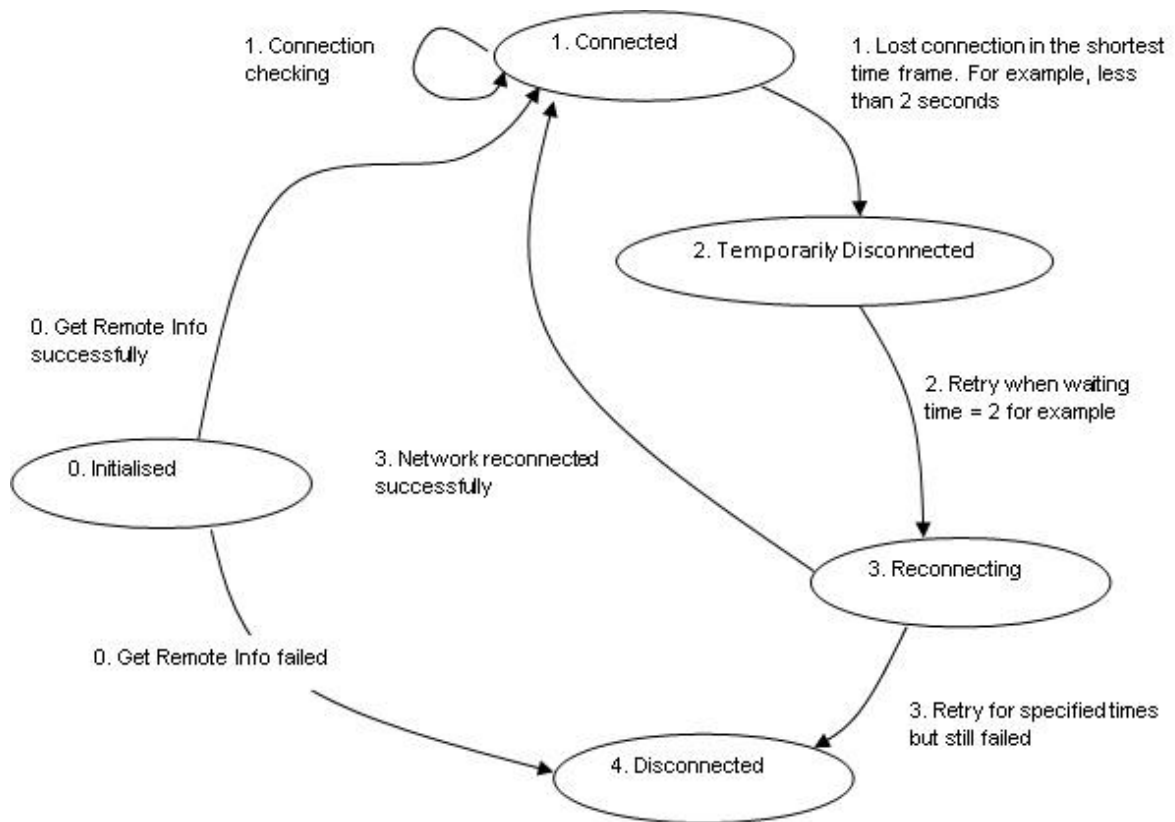 1. Connection
checking
1. Connected
1. Lost connection in the shortest
time frame. For example, less
than 2 seconds
2. Temporarily Disconnected
0. Get Remote Info
successfully
2. Retry when waiting
time = 2 for example
0. Initialised
3. Network reconnected
successfully
3. Reconnecting
0. Get Remote Info failed
3. Retry for specified times
but still failed
4. Disconnected